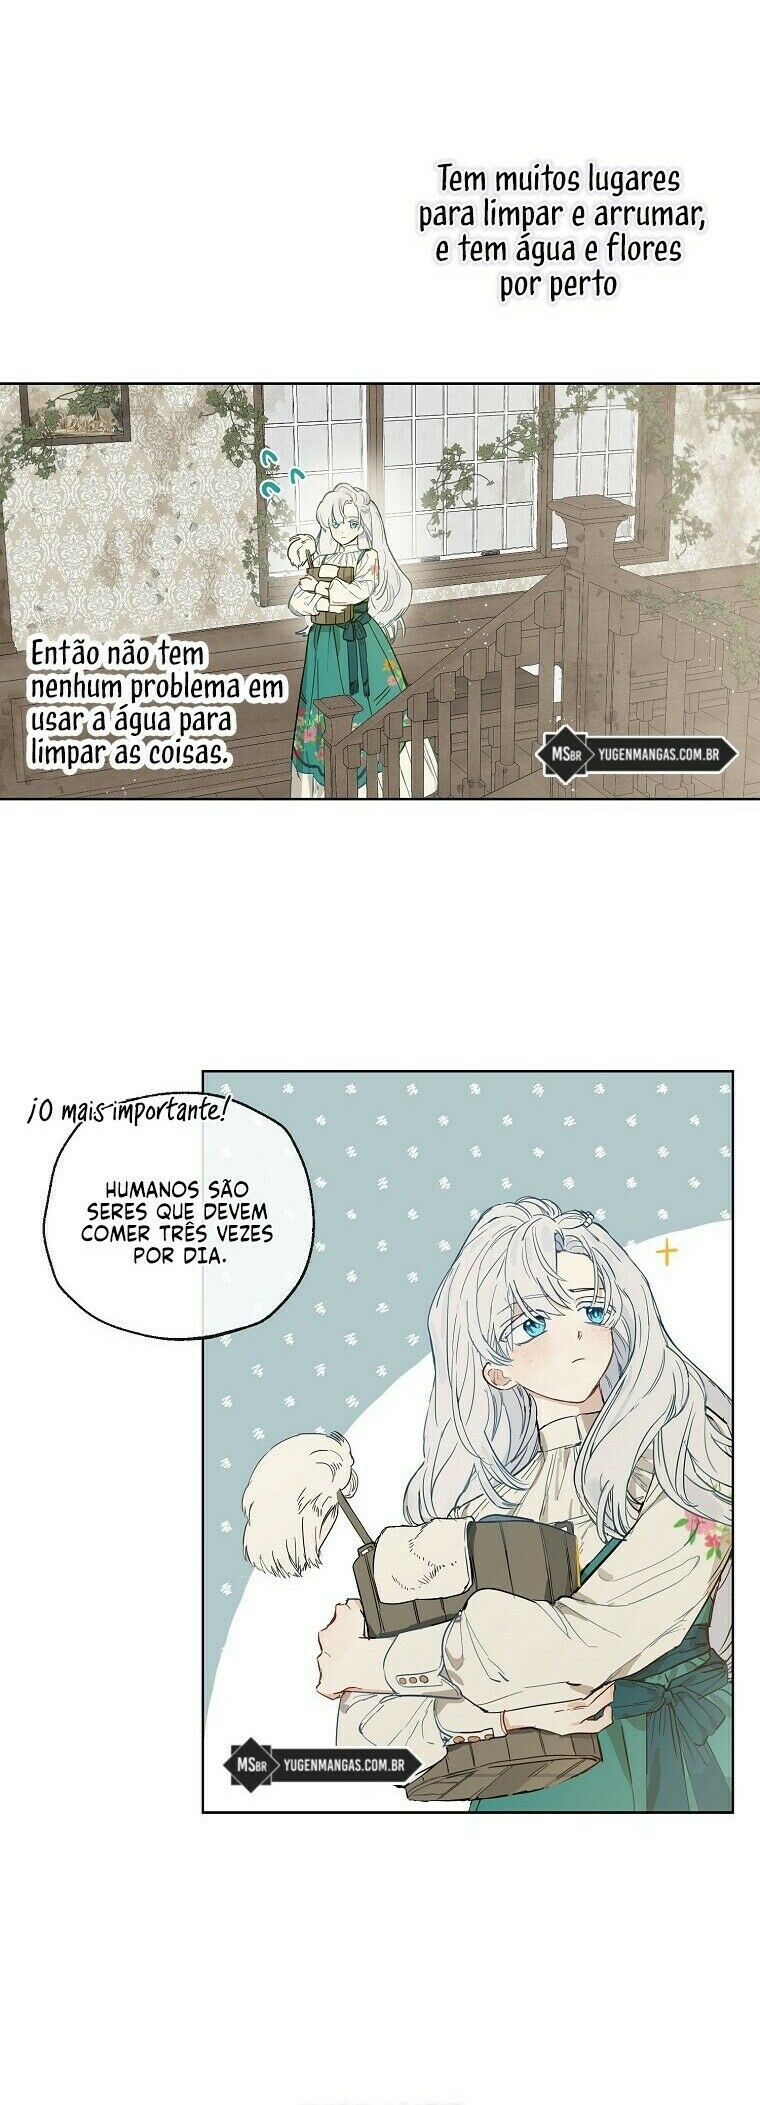 Tem muitos lugares
para limpar e arrumar,
e tem água e flores
por perto
Então não tem
nenhum problema em
usar a água para
limpar as coisas.
MSBR YUGENMANGAS.COM.BR
¡O mais importante!
HUMANOS SÃO
SERES QUE DEVEM
COMER TRÊS VEZES
POR DIA.
MSBR YUGENMANGAS.COM.BR